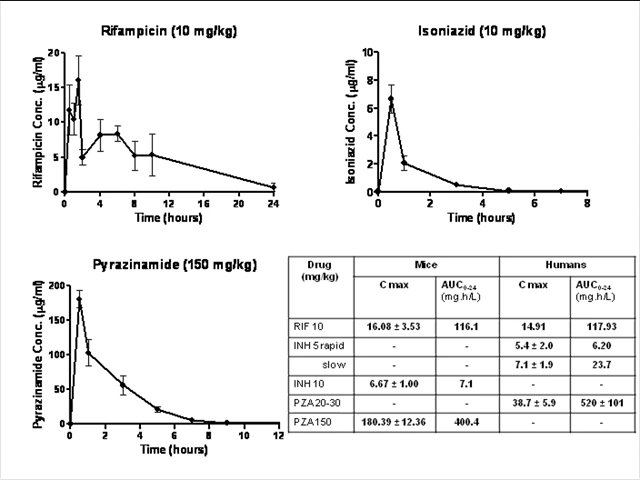 Rifampicin (10 mg/kg)
Rifampicin Conc. (µg/ml)
20
15
10
5
0
0 4 8 12 16 20 24
Time (hours)
Isoniazid (10 mg/kg)
Isoniazid Conc. (µg/ml)
10
8
6
4
2
0
0 2 4 6 8
Time (hours)
Pyrazinamide (150 mg/kg)
Pyrazinamide Conc. (µg/ml)
200
150
100
50
0
0 2 4 6 8 10 12
Time (hours)
Drug (mg/kg) Mice Humans
C max AUC0-24 (mg.h/L) C max AUC0-24 (mg.h/L)
RIF 10 16.08 ± 3.53 116.1 14.91 117.93
INH 5 rapid - - 5.4 ± 2.0 6.20
slow - - 7.1 ± 1.9 23.7
INH 10 6.67 ± 1.00 7.1 - -
PZA20-30 - - 38.7 ± 5.9 520 ± 101
PZA150 180.39 ± 12.36 400.4 - -